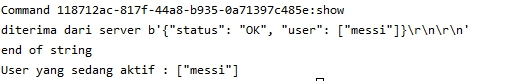 Command 118712ac-817f-44a8-b935-0a71397c485e:show
diterima dari server b'{"status": "OK", "user": ["messi"]}\r\n\r\n'
end of string
User yang sedang aktif : ["messi"]